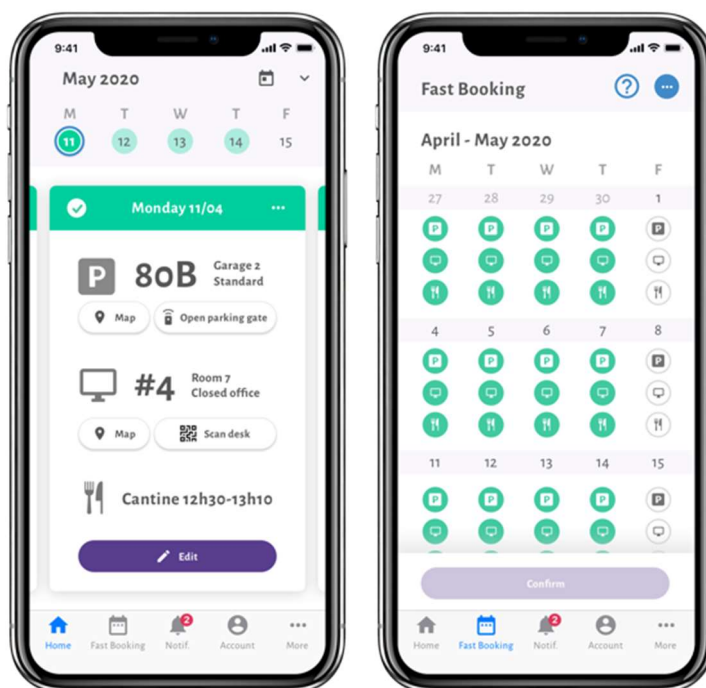 9:41
May 2020
M T W T F
11 12 13 14 15
Monday 11/04 ...
P 80B Garage 2
Standard
Map Open parking gate
#4 Room 7
Closed office
Map Scan desk
Cantine 12h30-13h10
Edit
2
Home Fast Booking Notif. Account More
9:41
Fast Booking ? ...
April - May 2020
M T W T F
27 28 29 30 1
P P P P P
4 5 6 7 8
P P P P P
11 12 13 14 15
P P P P P
Confirm
2
Home Fast Booking Notif. Account More